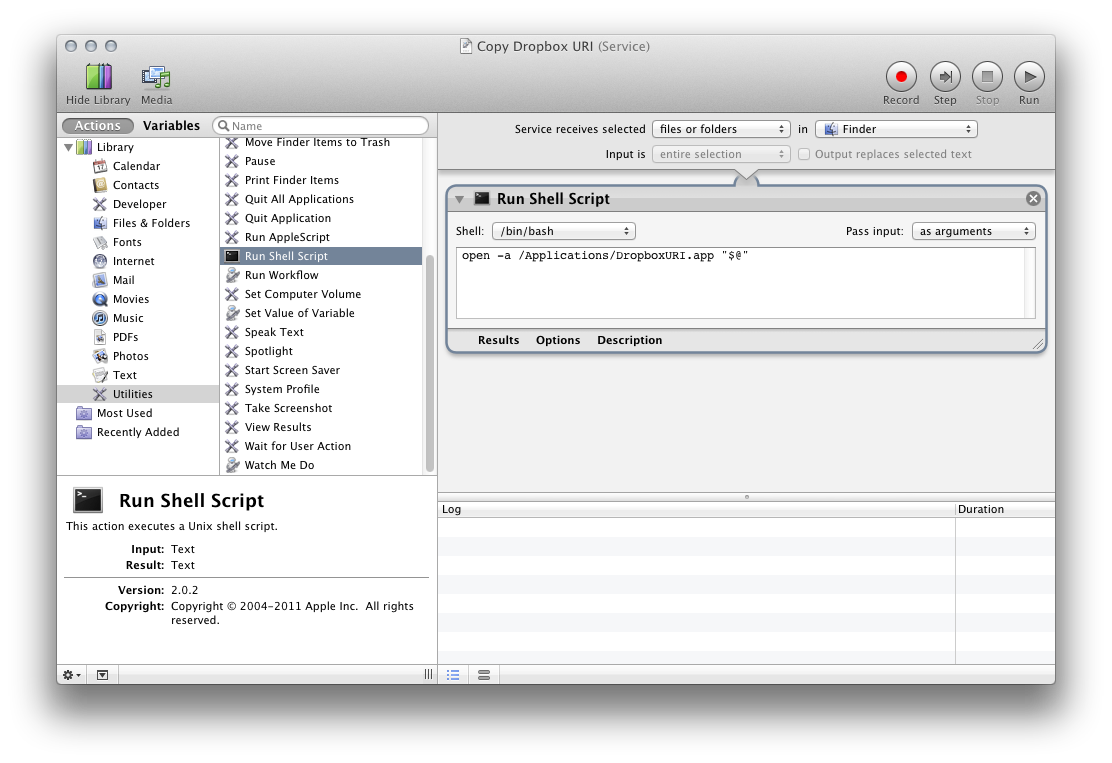 Copy Dropbox URI (Service)
Hide Library
Media
Record
Step
Stop
Run
Actions
Variables
Name
Library
Calendar
Contacts
Developer
Files & Folders
Fonts
Internet
Mail
Movies
Music
PDFs
Photos
Text
Utilities
Most Used
Recently Added
Move Finder Items to Trash
Pause
Print Finder Items
Quit All Applications
Quit Application
Run AppleScript
Run Shell Script
Run Workflow
Set Computer Volume
Set Value of Variable
Speak Text
Spotlight
Start Screen Saver
System Profile
Take Screenshot
View Results
Wait for User Action
Watch Me Do
Run Shell Script
This action executes a Unix shell script.
Input: Text
Result: Text
Version: 2.0.2
Copyright: Copyright © 2004–2011 Apple Inc. All rights
reserved.
Service receives selected files or folders in Finder
Input is entire selection Output replaces selected text
Run Shell Script
Shell: /bin/bash Pass input: as arguments
open -a /Applications/DropboxURI.app "$@"
Results Options Description
Log Duration